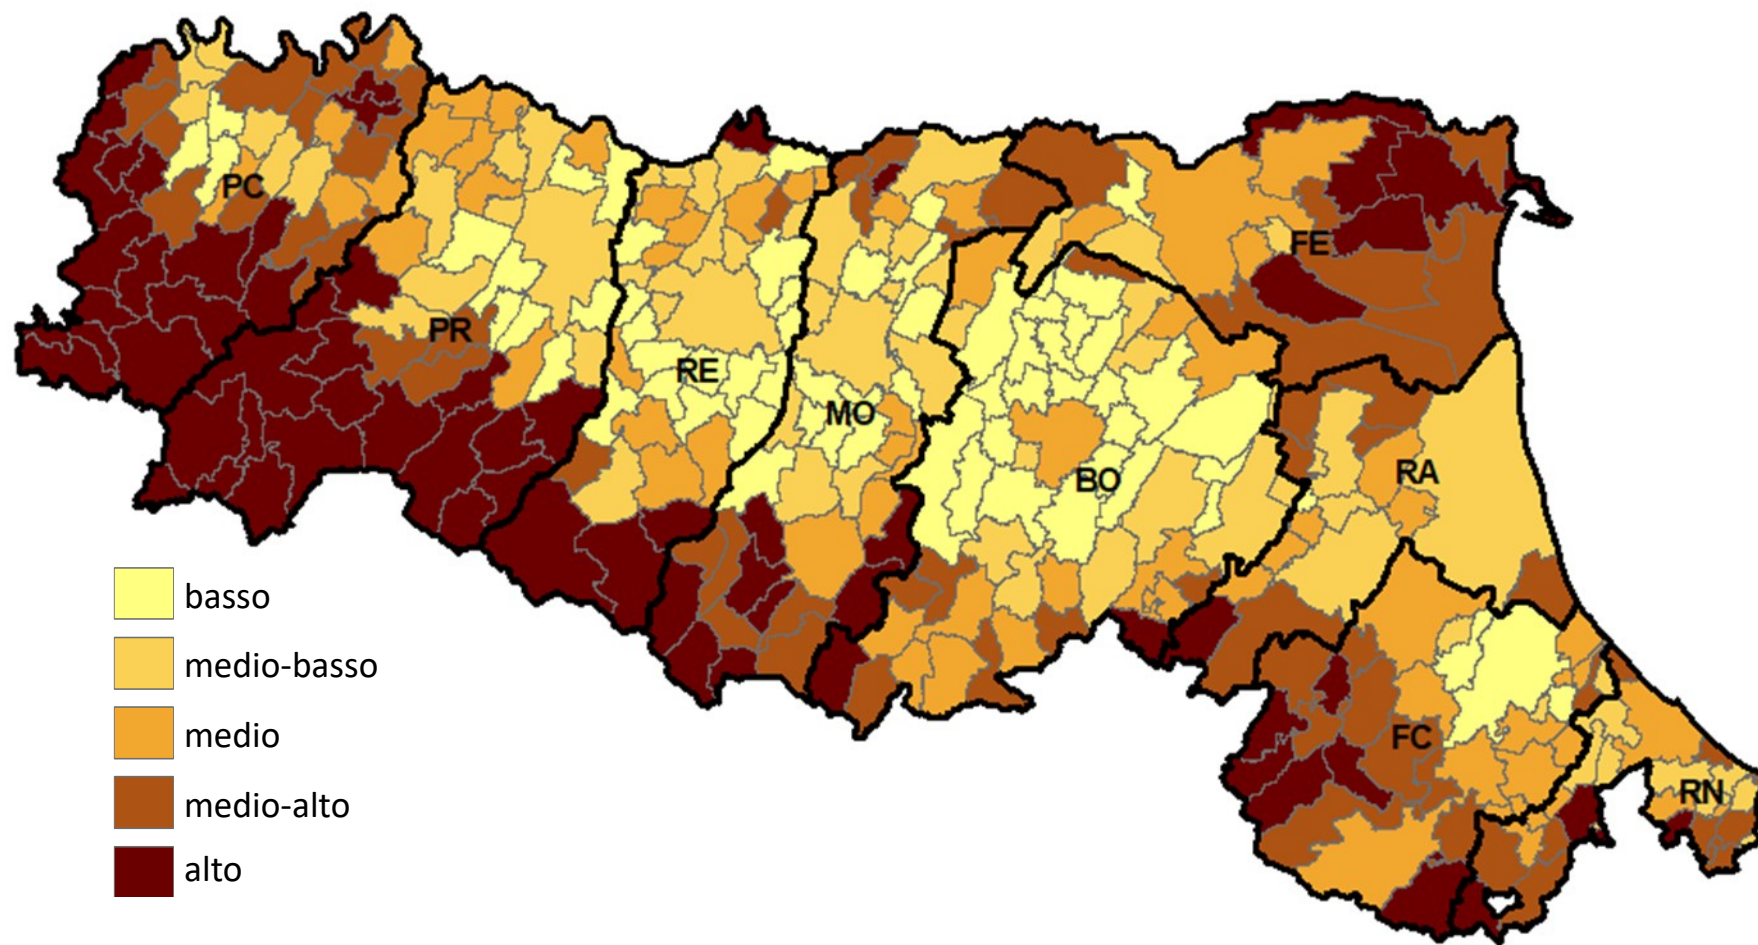 PC
FE
PR
RE
MO
BO
RA
FC
RN
basso
medio-basso
medio
medio-alto
alto